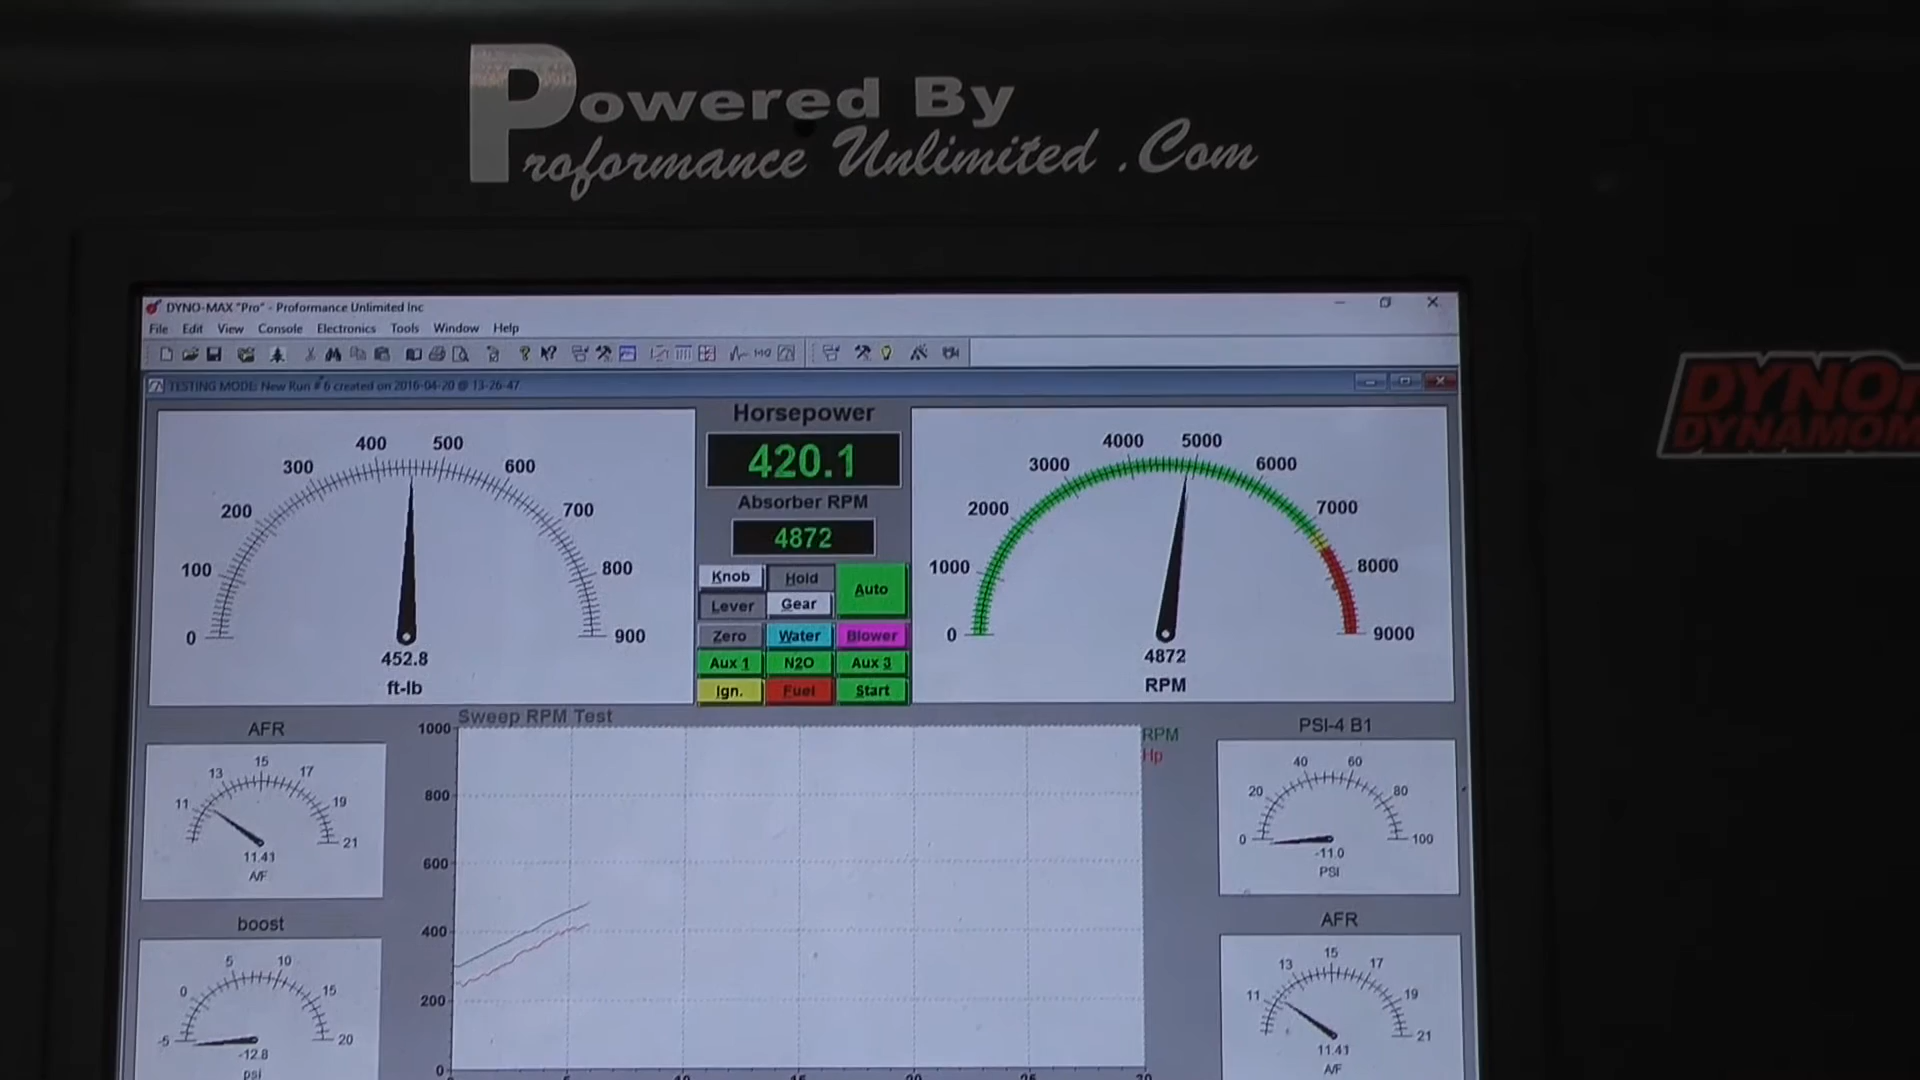 Powered By
Proformance Unlimited .Com
DYNO-MAX "Pro" - Proformance Unlimited Inc
File Edit View Console Electronics Tools Window Help
TESTING MODE: New Run # 6 created on 2016-04-20 @ 13-26-47
0 100 200 300 400 500 600 700 800 900
452.8
ft-lb
Horsepower
420.1
Absorber RPM
4872
Knob Hold Auto
Lever Gear
Zero Water Blower
Aux 1 N2O Aux 3
Ign. Fuel Start
0 1000 2000 3000 4000 5000 6000 7000 8000 9000
4872
RPM
DYNO
DYNAMOM
AFR
11 13 15 17 19 21
11.41
A/F
boost
-5 0 5 10 15 20
-12.8
psi
Sweep RPM Test
1000
800
600
400
200
0
RPM
Hp
PSI-4 B1
0 20 40 60 80 100
-11.0
PSI
AFR
11 13 15 17 19 21
11.41
A/F